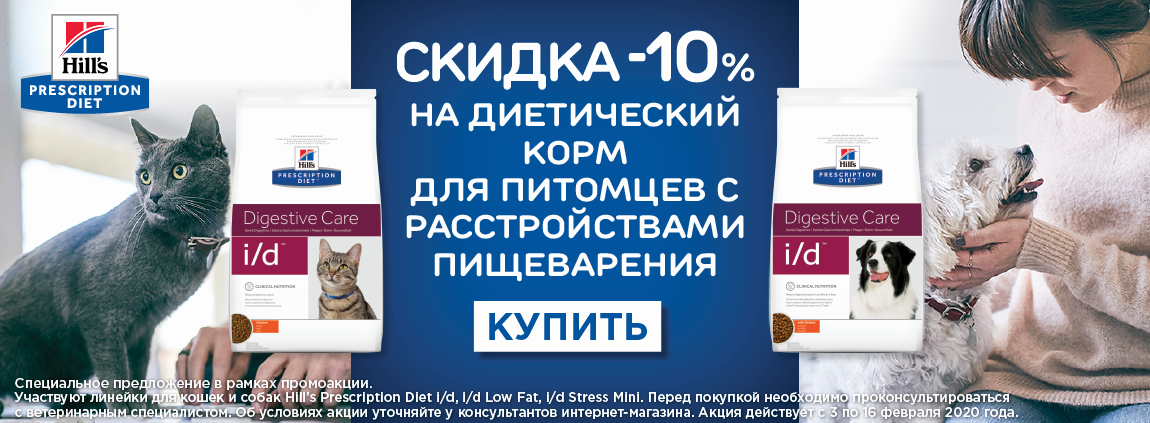 Hill's
PRESCRIPTION
DIET
СКИДКА -10%
НА ДИЕТИЧЕСКИЙ
КОРМ
ДЛЯ ПИТОМЦЕВ С
РАССТРОЙСТВАМИ
ПИЩЕВАРЕНИЯ
КУПИТЬ
Hill's
PRESCRIPTION
DIET
Digestive Care
i/d™
CLINICAL NUTRITION
Hill's
PRESCRIPTION
DIET
Digestive Care
i/d™
CLINICAL NUTRITION
Специальное предложение в рамках промоакции.
Участвуют линейки для кошек и собак Hill's Prescription Diet i/d, i/d Low Fat, i/d Stress Mini. Перед покупкой необходимо проконсультироваться
с ветеринарным специалистом. Об условиях акции уточняйте у консультантов интернет-магазина. Акция действует с 3 по 16 февраля 2020 года.